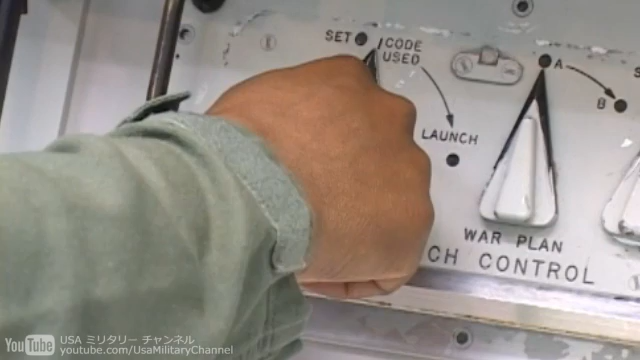 SET
CODE
USED
LAUNCH
A
B
S
WAR PLAN
CH CONTROL
YouTube USA ミリタリー チャンネル
youtube.com/UsaMilitaryChannel